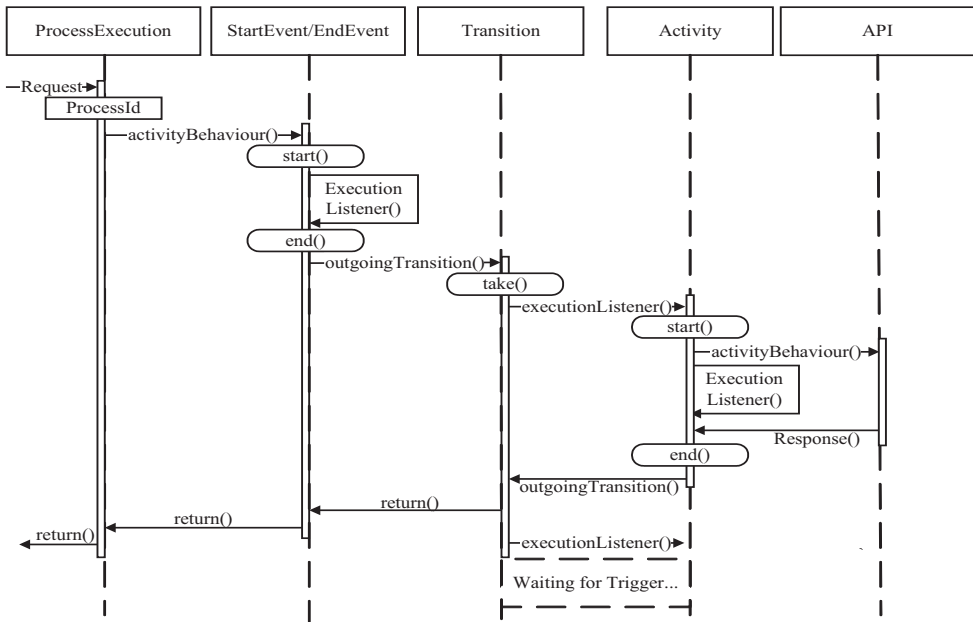 ProcessExecution
StartEvent/EndEvent
Transition
Activity
API
Request
ProcessId
activityBehaviour()
start()
Execution
Listener()
end()
outgoingTransition()
take()
executionListener()
start()
activityBehaviour()
Execution
Listener()
Response()
end()
outgoingTransition()
return()
return()
return()
executionListener()
Waiting for Trigger...